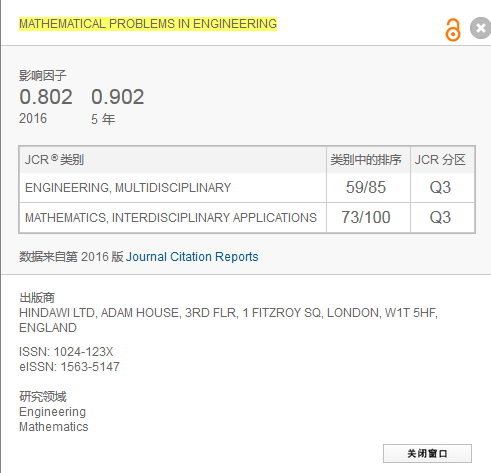 MATHEMATICAL PROBLEMS IN ENGINEERING
影响因子
0.802 0.902
2016 5 年
JCR® 类别 类别中的排序 JCR 分区
ENGINEERING, MULTIDISCIPLINARY 59/85 Q3
MATHEMATICS, INTERDISCIPLINARY APPLICATIONS 73/100 Q3
数据来自第 2016 版 Journal Citation Reports
出版商
HINDAWI LTD, ADAM HOUSE, 3RD FLR, 1 FITZROY SQ, LONDON, W1T 5HF,
ENGLAND
ISSN: 1024-123X
eISSN: 1563-5147
研究领域
Engineering
Mathematics
关闭窗口